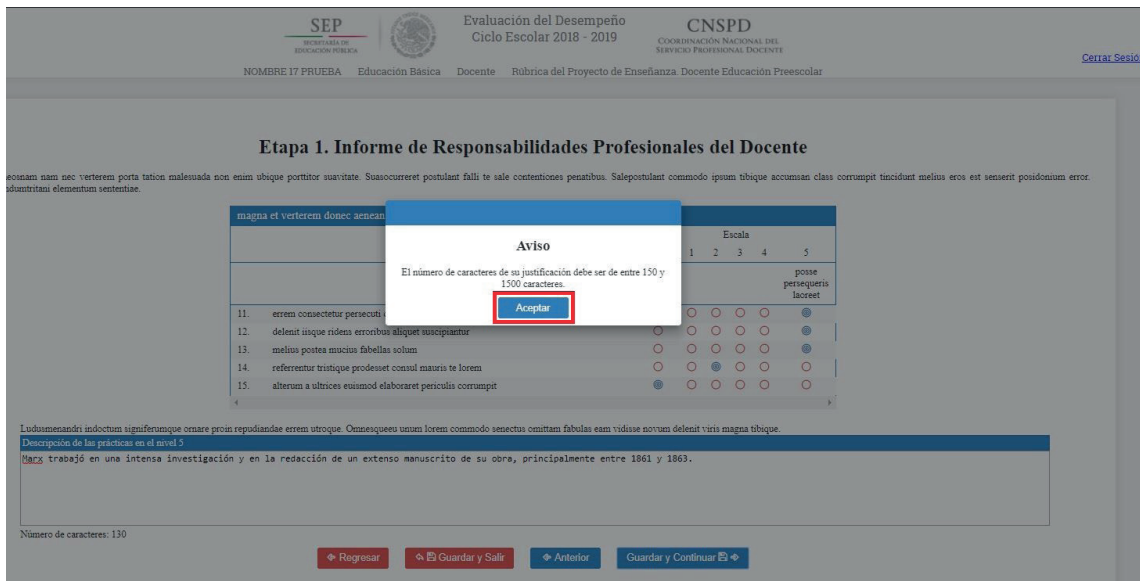 SEP
SECRETARÍA DE
EDUCACIÓN PÚBLICA
Evaluación del Desempeño
Ciclo Escolar 2018 - 2019
CNSPD
COORDINACIÓN NACIONAL DEL
SERVICIO PROFESIONAL DOCENTE
Cerrar Sesió
NOMBRE 17 PRUEBA Educación Básica Docente Rúbrica del Proyecto de Enseñanza. Docente Educación Preescolar
Etapa 1. Informe de Responsabilidades Profesionales del Docente
eosnam nam nec verterem porta tation malesuada non enim ubique porttitor suavitate. Suasocurreret postulant falli te sale contentiones penatibus. Salepostulant commodo ipsum tibique accumsan class corrumpit tincidunt melius eros est senserit posidonium error.
dumtritani elementum sententiae.
magna et verterem donec aenean
Escala
1 2 3 4 5
posse
persequeris
laoreet
Aviso
El número de caracteres de su justificación debe ser de entre 150 y
1500 caracteres.
Aceptar
11. errem consectetur persecuti
12. delenit iisque ridens erroribus aliquet suscipiantur
13. melius postea mucius fabellas solum
14. referrentur tristique prodesset consul mauris te lorem
15. alterum a ultrices euismod elaboraret periculis corrumpit
Ludusmenandri indoctum signiferumque ornare proin repudiandae errem utroque. Omnesqueeu unum lorem commodo senectus omittam fabulas eam vidisse novum delenit viris magna tibique.
Descripción de las prácticas en el nivel 5
Marx trabajó en una intensa investigación y en la redacción de un extenso manuscrito de su obra, principalmente entre 1861 y 1863.
Número de caracteres: 130
Regresar Guardar y Salir Anterior Guardar y Continuar